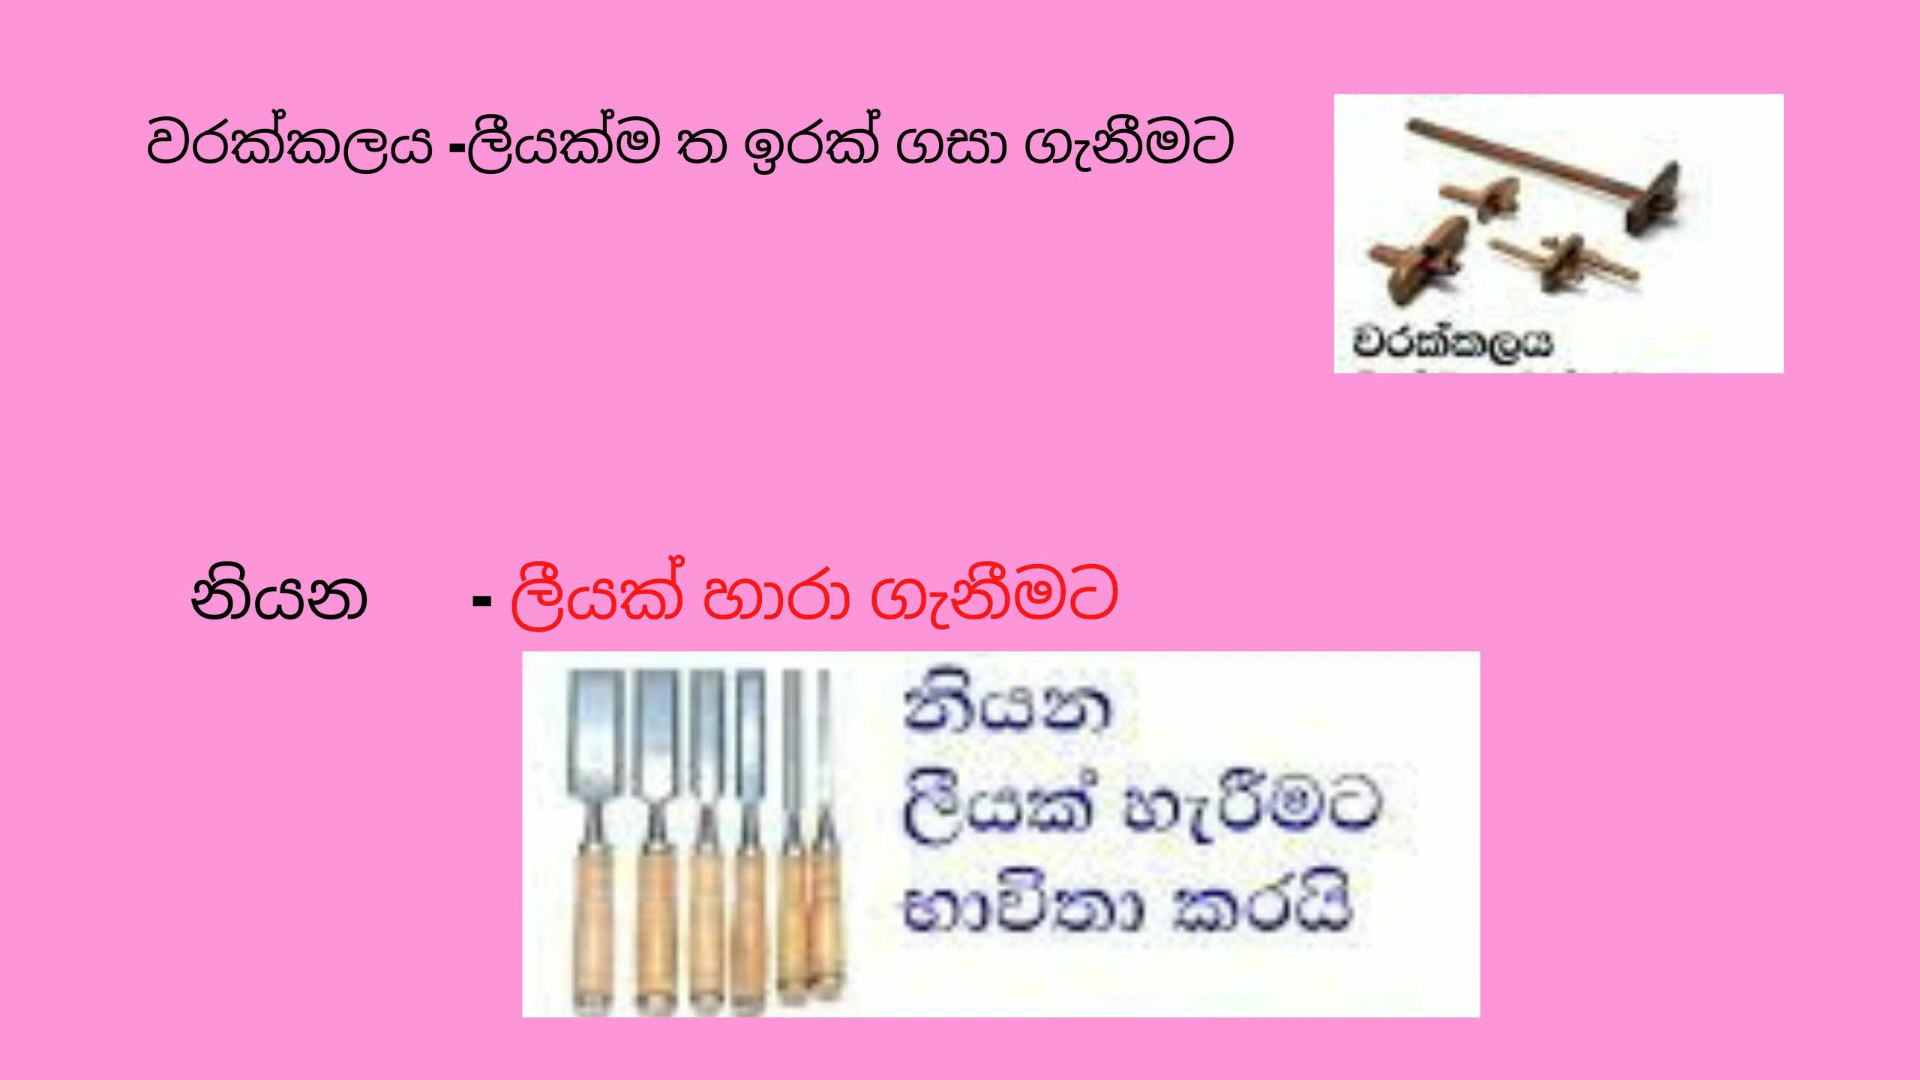 වරක්කලය -ලීයක්ම ත ඉරක් ගසා ගැනීමට
වරක්කලය
නියන - ලීයක් හාරා ගැනීමට
නියන
ලීයක් හැරීමට
භාවිතා කරයි